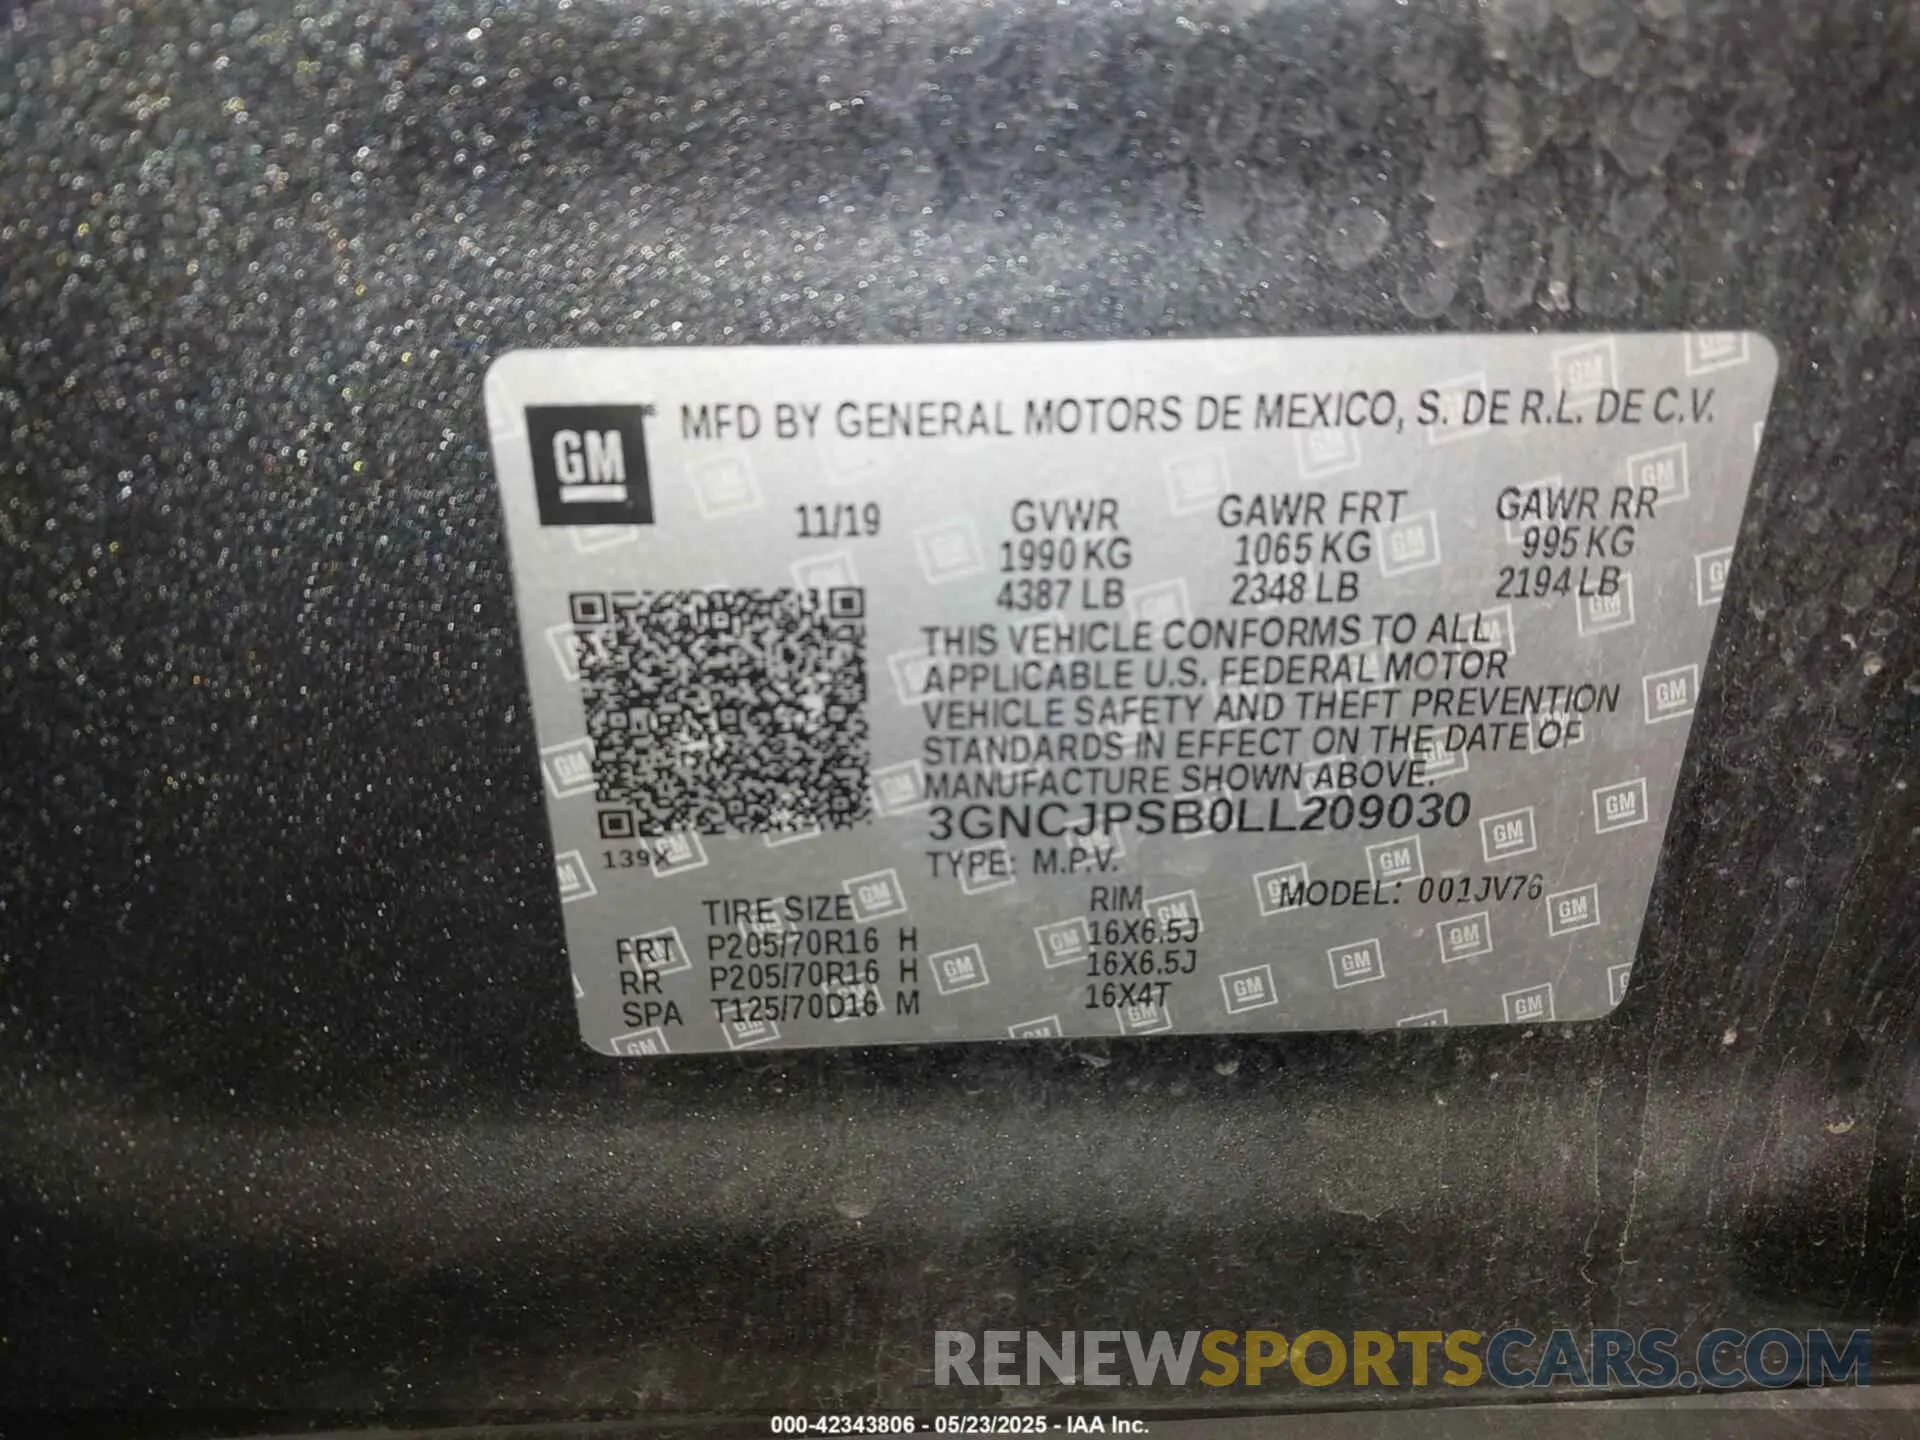 GM
MFD BY GENERAL MOTORS DE MEXICO, S. DE R.L. DE C.V.
11/19 GVWR GAWR FRT GAWR RR
1990 KG 1065 KG 995 KG
4387 LB 2348 LB 2194 LB
THIS VEHICLE CONFORMS TO ALL
APPLICABLE U.S. FEDERAL MOTOR
VEHICLE SAFETY AND THEFT PREVENTION
STANDARDS IN EFFECT ON THE DATE OF
MANUFACTURE SHOWN ABOVE.
3GNCJPSB0LL209030
139X
TYPE: M.P.V.
MODEL: 001JV76
TIRE SIZE RIM
FRT P205/70R16 H 16X6.5J
RR P205/70R16 H 16X6.5J
SPA T125/70D16 M 16X4T
RENEWSPORTSCARS.COM
000-42343806 - 05/23/2025 - IAA Inc.